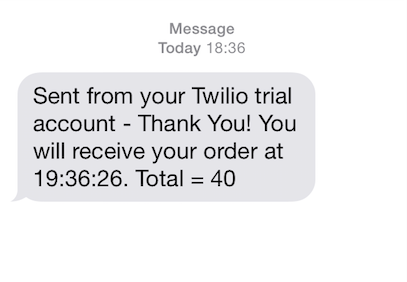 Message
Today 18:36
Sent from your Twilio trial
account - Thank You! You
will receive your order at
19:36:26. Total = 40